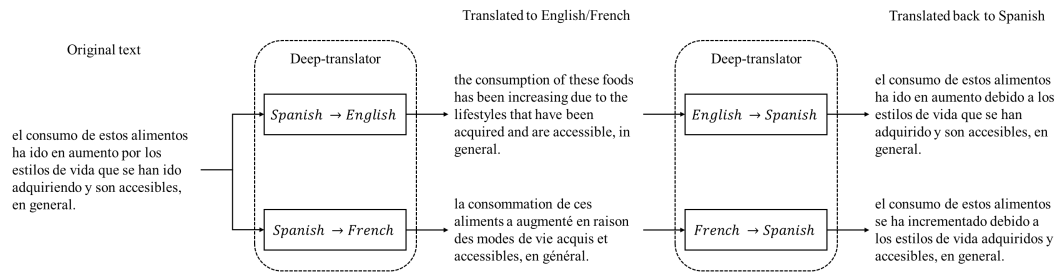 Original text
el consumo de estos alimentos
ha ido en aumento por los
estilos de vida que se han ido
adquiriendo y son accesibles,
en general.
Deep-translator
Spanish → English
Spanish → French
Translated to English/French
the consumption of these foods
has been increasing due to the
lifestyles that have been
acquired and are accessible, in
general.
la consommation de ces
aliments a augmenté en raison
des modes de vie acquis et
accessibles, en général.
Deep-translator
English → Spanish
French → Spanish
Translated back to Spanish
el consumo de estos alimentos
ha ido en aumento debido a los
estilos de vida que se han
adquirido y son accesibles, en
general.
el consumo de estos alimentos
se ha incrementado debido a
los estilos de vida adquiridos y
accesibles, en general.